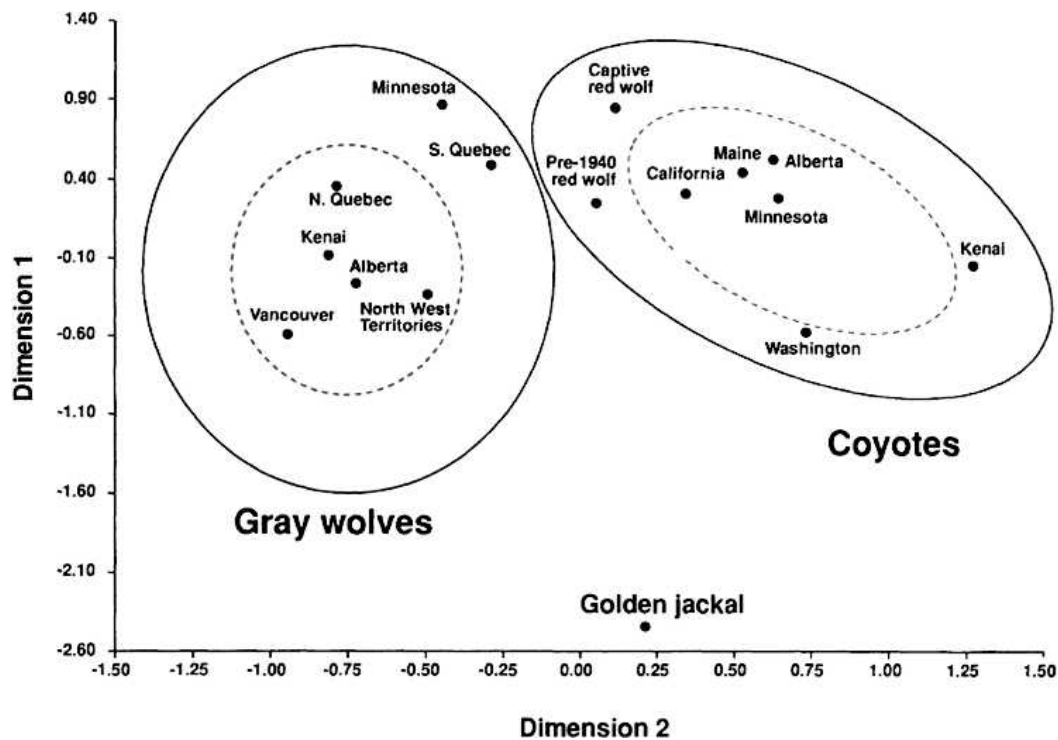 1.40
0.90
0.40
-0.10
-0.60
-1.10
-1.60
-2.10
-2.60
Dimension 1
Minnesota
S. Quebec
N. Quebec
Kenai
Alberta
Vancouver
North West
Territories
Gray wolves
Captive
red wolf
Pre-1940
red wolf
Maine
Alberta
California
Minnesota
Kenai
Washington
Coyotes
Golden jackal
-1.50
-1.25
-1.00
-0.75
-0.50
-0.25
0.00
0.25
0.50
0.75
1.00
1.25
1.50
Dimension 2